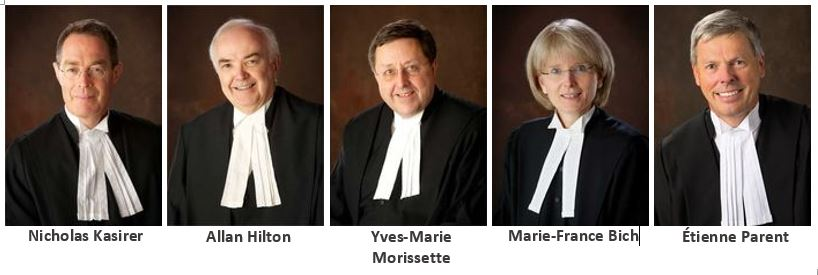 Nicholas Kasirer
Allan Hilton
Yves-Marie
Morissette
Marie-France Bich
Étienne Parent